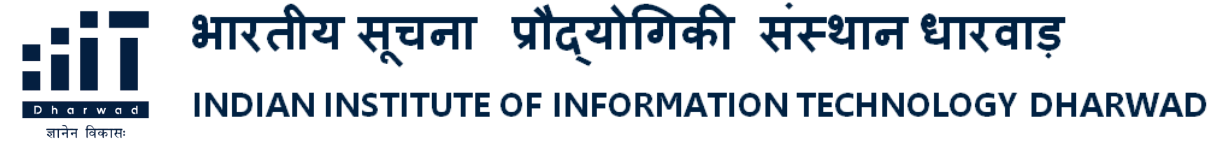 भारतीय सूचना प्रौद्योगिकी संस्थान धारवाड़
INDIAN INSTITUTE OF INFORMATION TECHNOLOGY DHARWAD
IIIT
Dharwad
ज्ञानेन विकासः